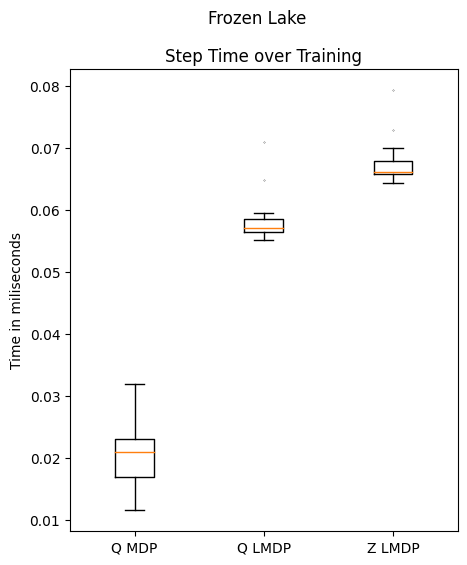 Frozen Lake
Step Time over Training
0.08
0.07
0.06
0.05
0.04
0.03
0.02
0.01
Time in miliseconds
Q MDP
Q LMDP
Z LMDP